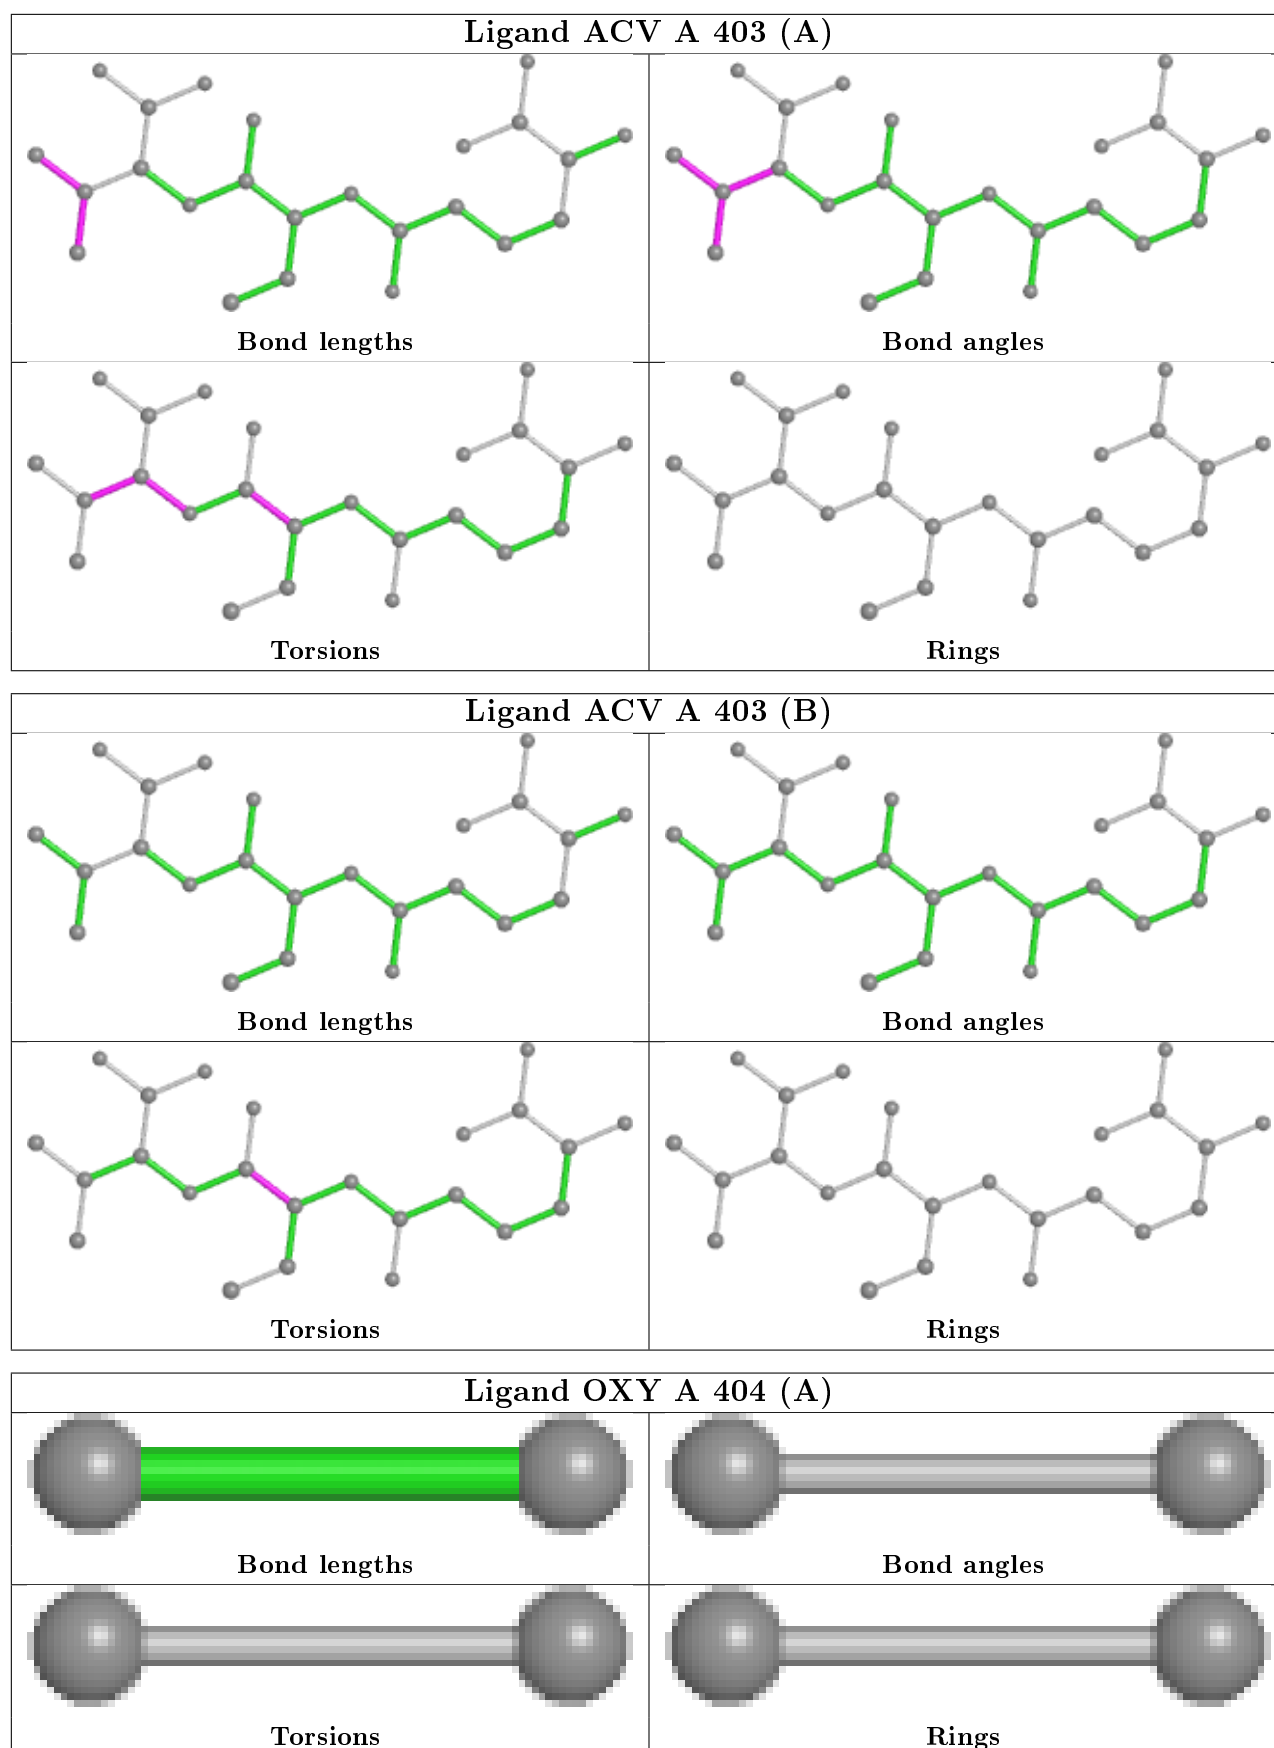 Ligand ACV A 403 (A)
Bond lengths
Bond angles
Torsions
Rings
Ligand ACV A 403 (B)
Bond lengths
Bond angles
Torsions
Rings
Ligand OXY A 404 (A)
Bond lengths
Bond angles
Torsions
Rings